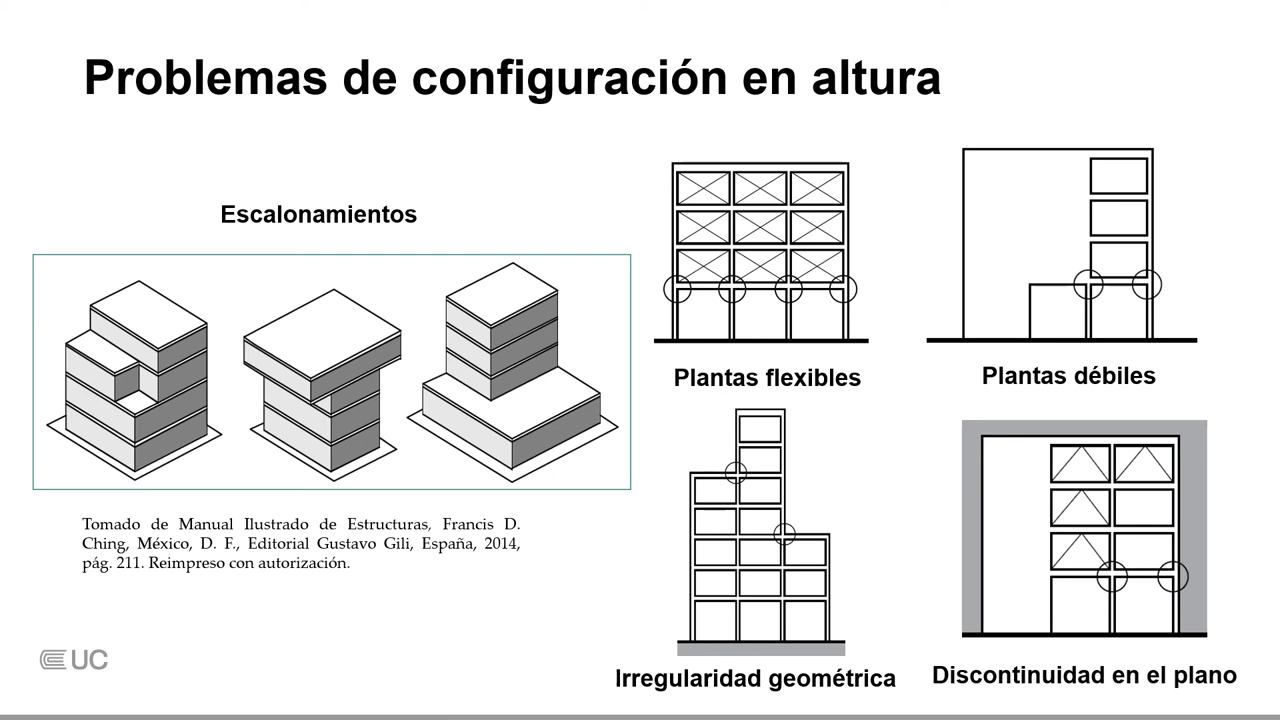 Problemas de configuración en altura
Escalonamientos
Tomado de Manual Ilustrado de Estructuras, Francis D.
Ching, México, D. F., Editorial Gustavo Gili, España, 2014,
pág. 211. Reimpreso con autorización.
Plantas flexibles
Plantas débiles
Irregularidad geométrica
Discontinuidad en el plano
UC